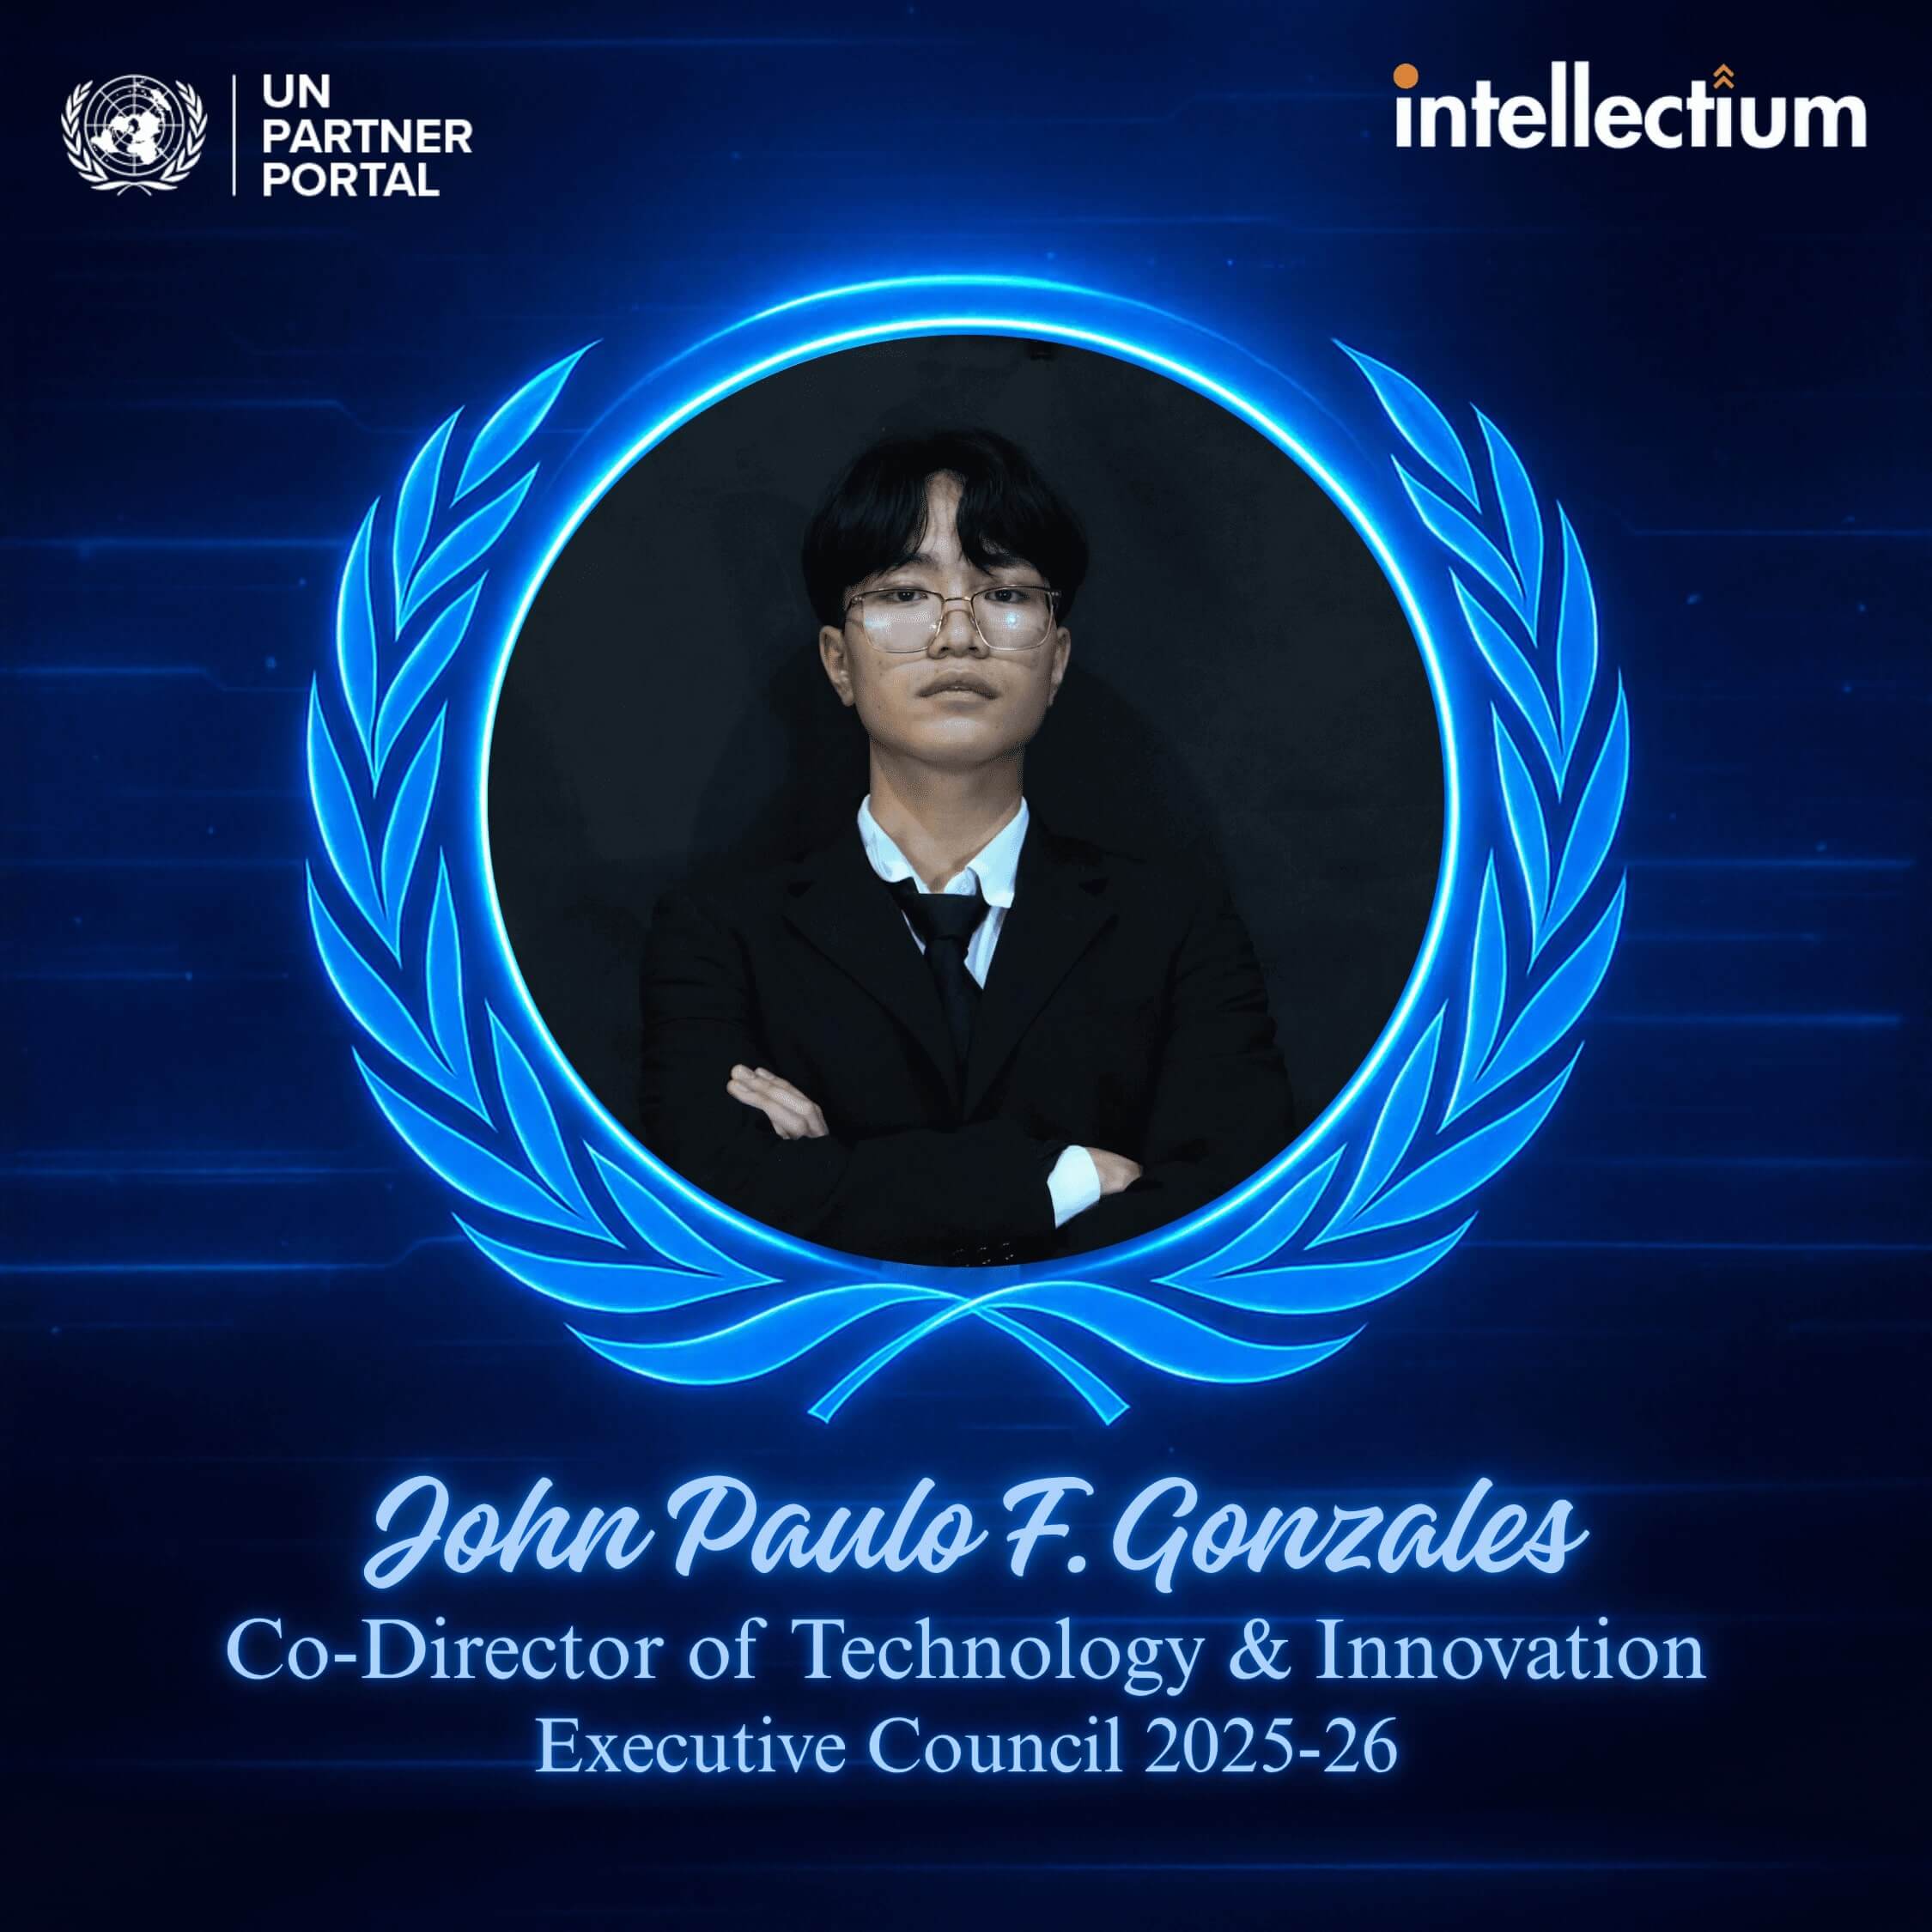 UN
PARTNER
PORTAL
intellectium
John Paulo F. Gonzales
Co-Director of Technology & Innovation
Executive Council 2025-26